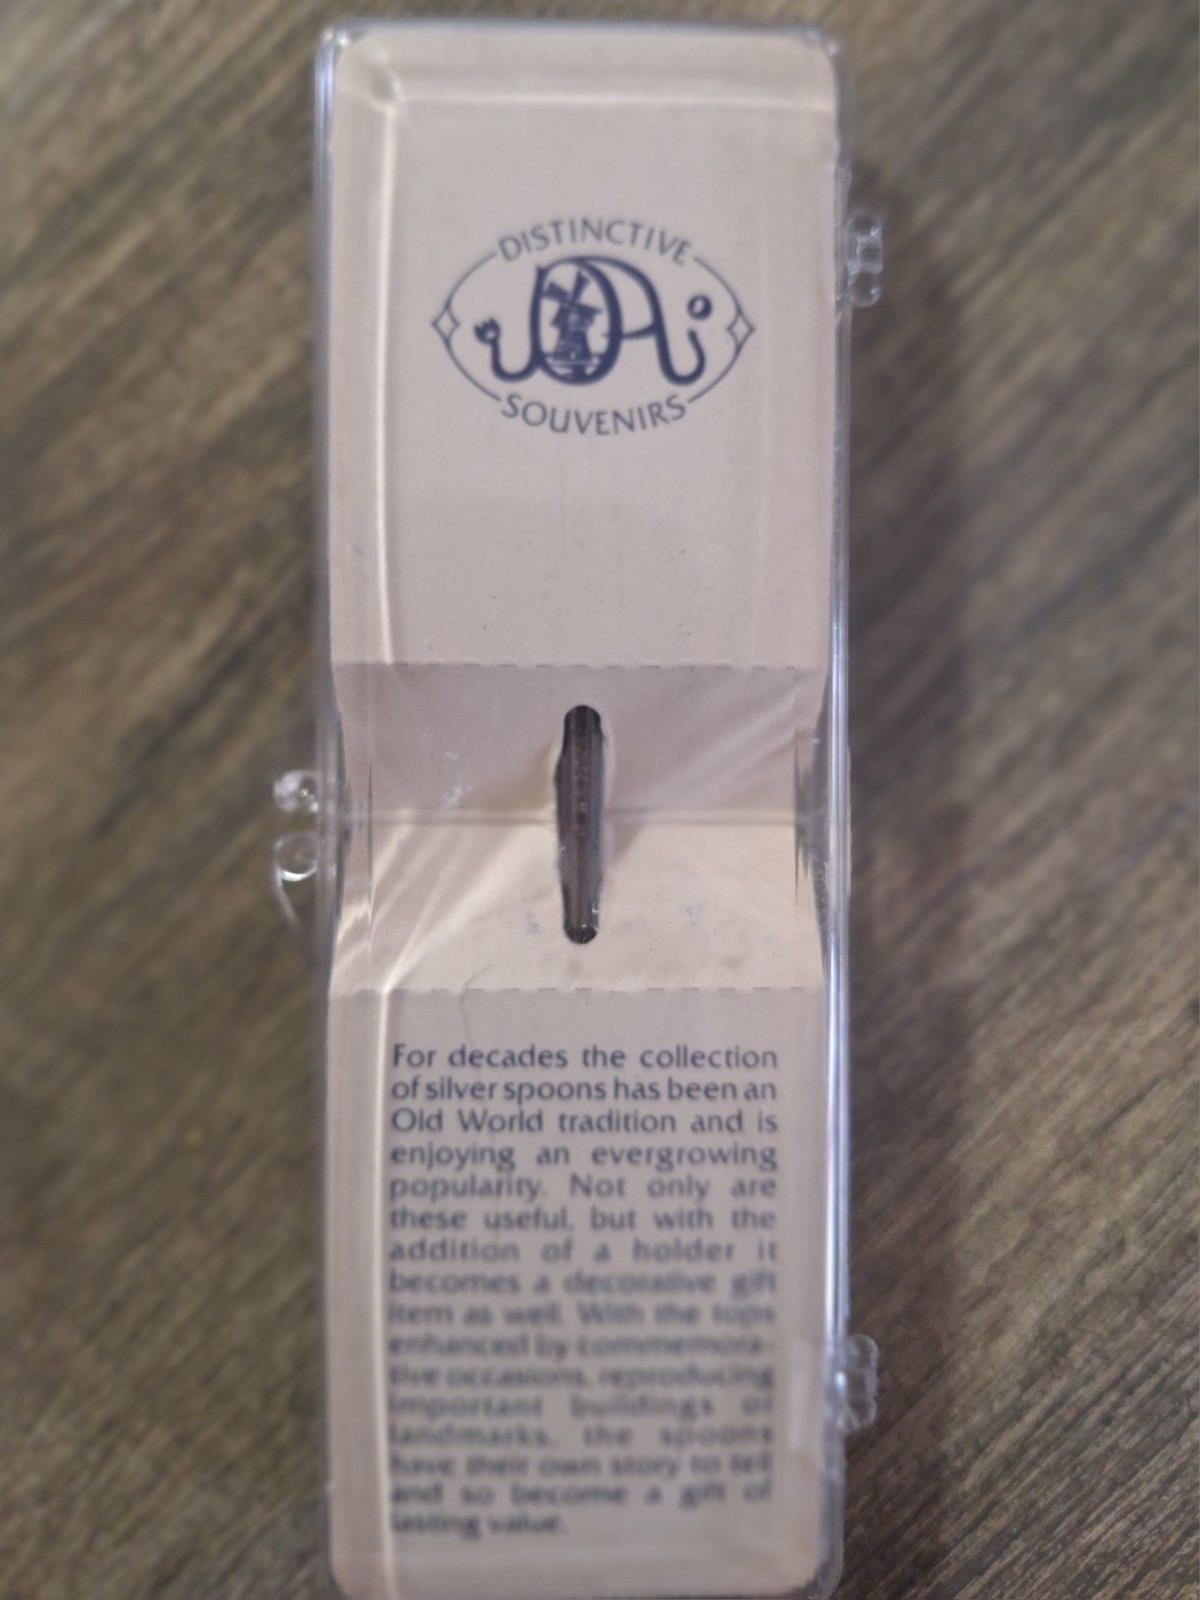 DISTINCTIVE
SOUVENIRS
For decades the collection
of silver spoons has been an
Old World tradition and is
enjoying an evergrowing
popularity. Not only are
these useful, but with the
addition of a holder it
becomes a decorative gift
item as well. With the tops
enhanced by commemora-
tive occasions, reproducing
important buildings or
landmarks, the spoons
have their own story to tell
and so become a gift of
lasting value.